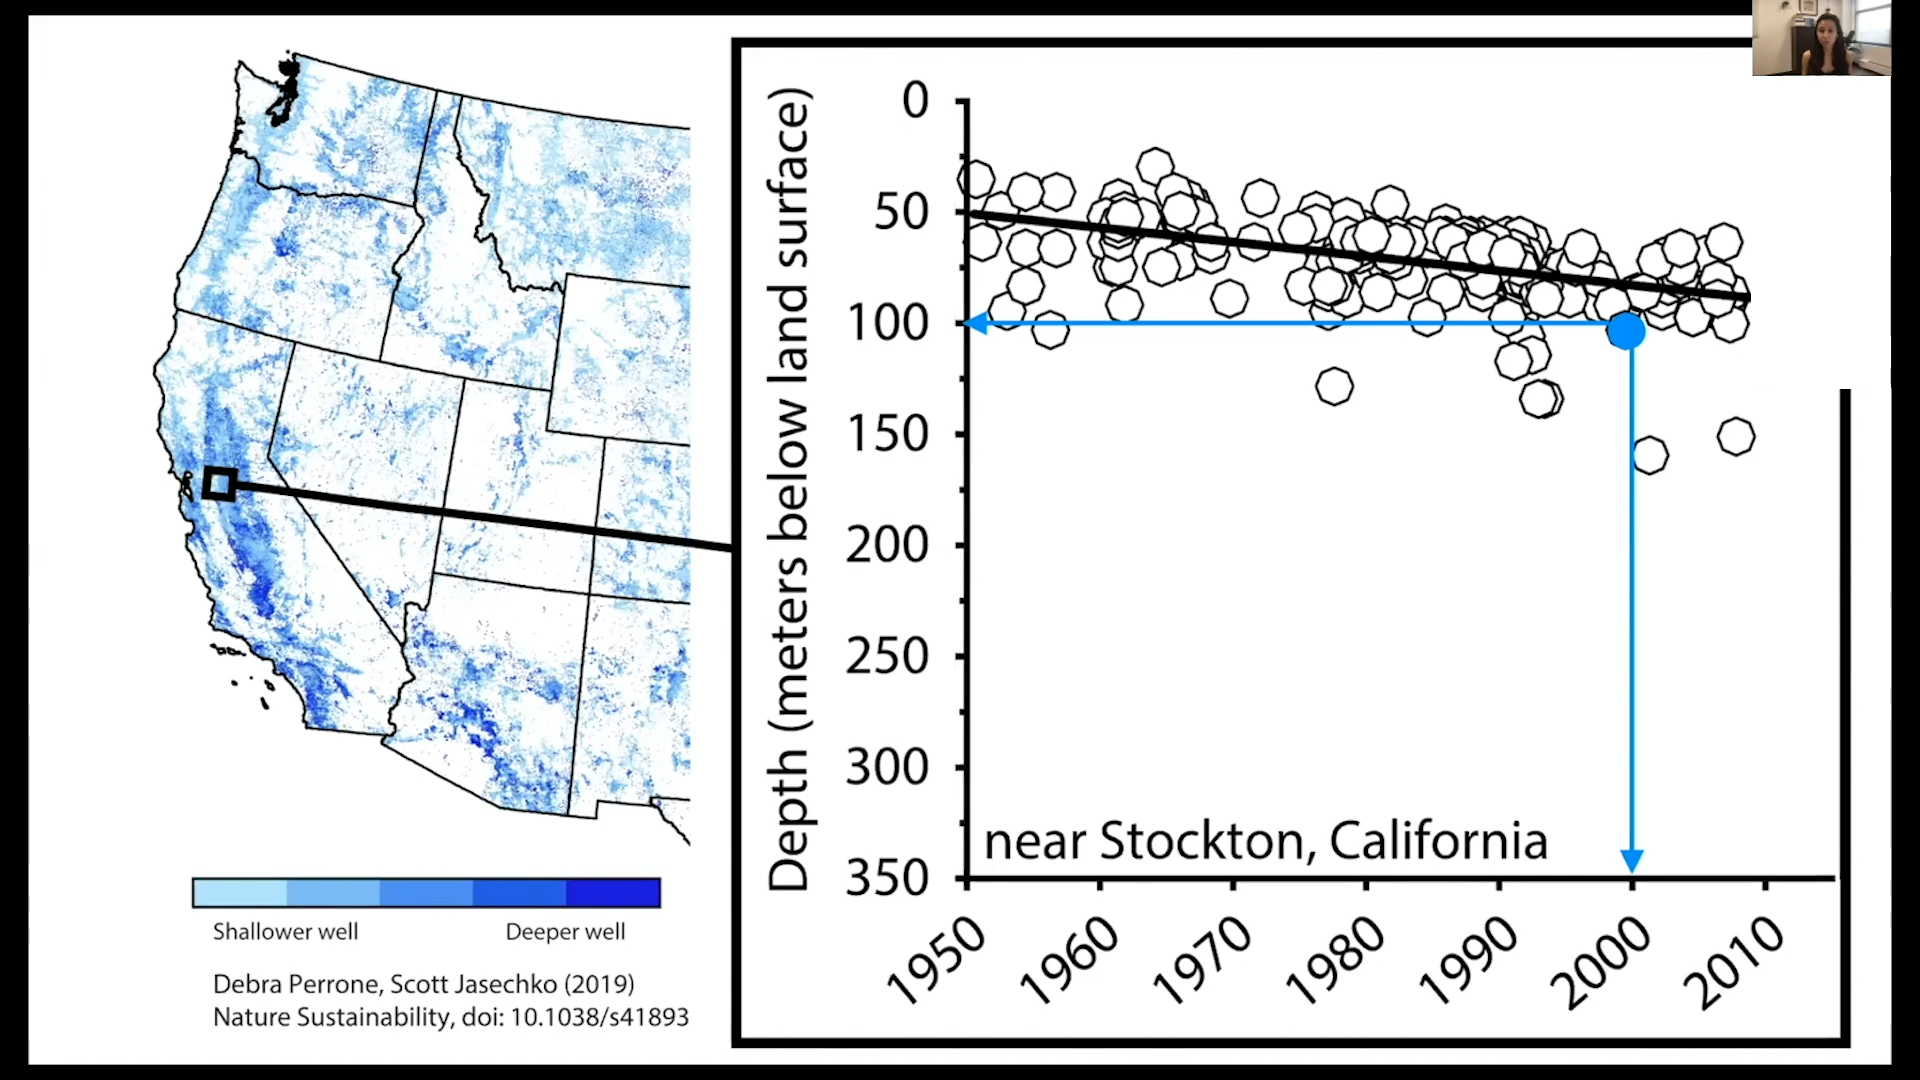 Shallower well
Deeper well
Debra Perrone, Scott Jasechko (2019)
Nature Sustainability, doi: 10.1038/s41893
Depth (meters below land surface)
0
50
100
150
200
250
300
350
near Stockton, California
1950
1960
1970
1980
1990
2000
2010